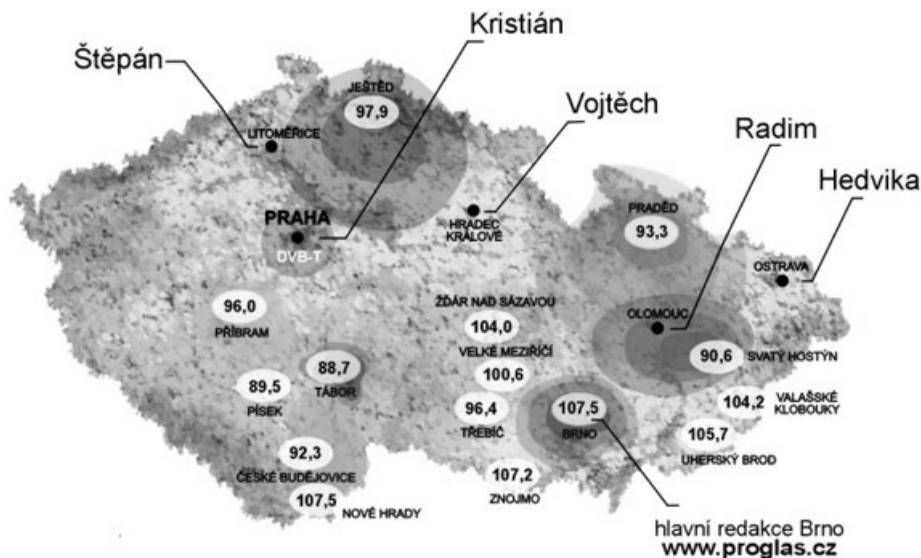 Kristián
Štěpán
JEŠTĚD
97,9
Vojtěch
LITOMĚŘICE
Radim
Hedvika
PRAHA
DVB-T
HRADEC
KRÁLOVÉ
PRADĚD
93,3
OSTRAVA
96,0
PŘÍBRAM
ŽĎÁR NAD SÁZAVOU
104,0
VELKÉ MEZIŘÍČÍ
OLOMOUC
90,6
SVATÝ HOSTÝN
88,7
TÁBOR
100,6
89,5
PÍSEK
96,4
TŘEBÍČ
107,5
BRNO
104,2
VALAŠSKÉ
KLOBOUKY
105,7
UHERSKÝ BROD
92,3
ČESKÉ BUDĚJOVICE
107,2
ZNOJMO
107,5
NOVÉ HRADY
hlavní redakce Brno
www.proglas.cz